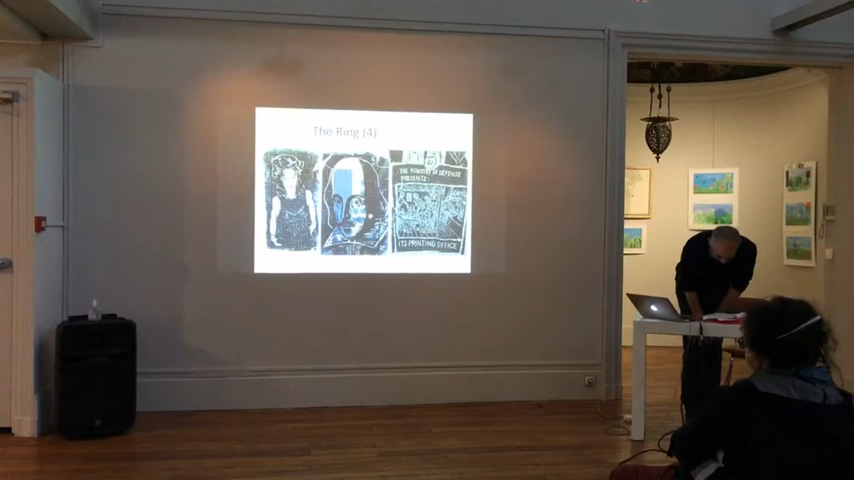 The Ring (4):
THE MINISTRY OF DEFENSE
PRESENTS:
ITS PRINTING OFFICE